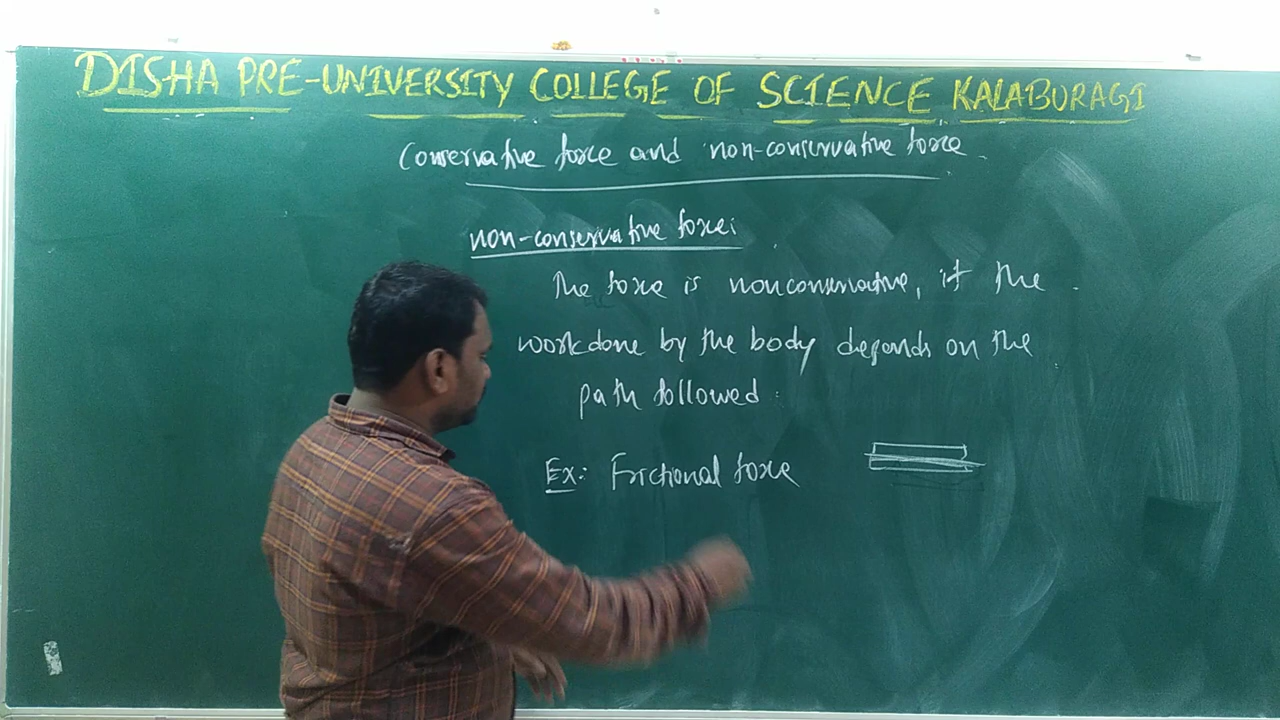 DISHA PRE-UNIVERSITY COLLEGE OF SCIENCE KALABURAGI
Conservative force and non-conservative force.
non-conservative force:
The force is nonconservative, if the
workdone by the body depends on the
path followed.
Ex:. Frictional force